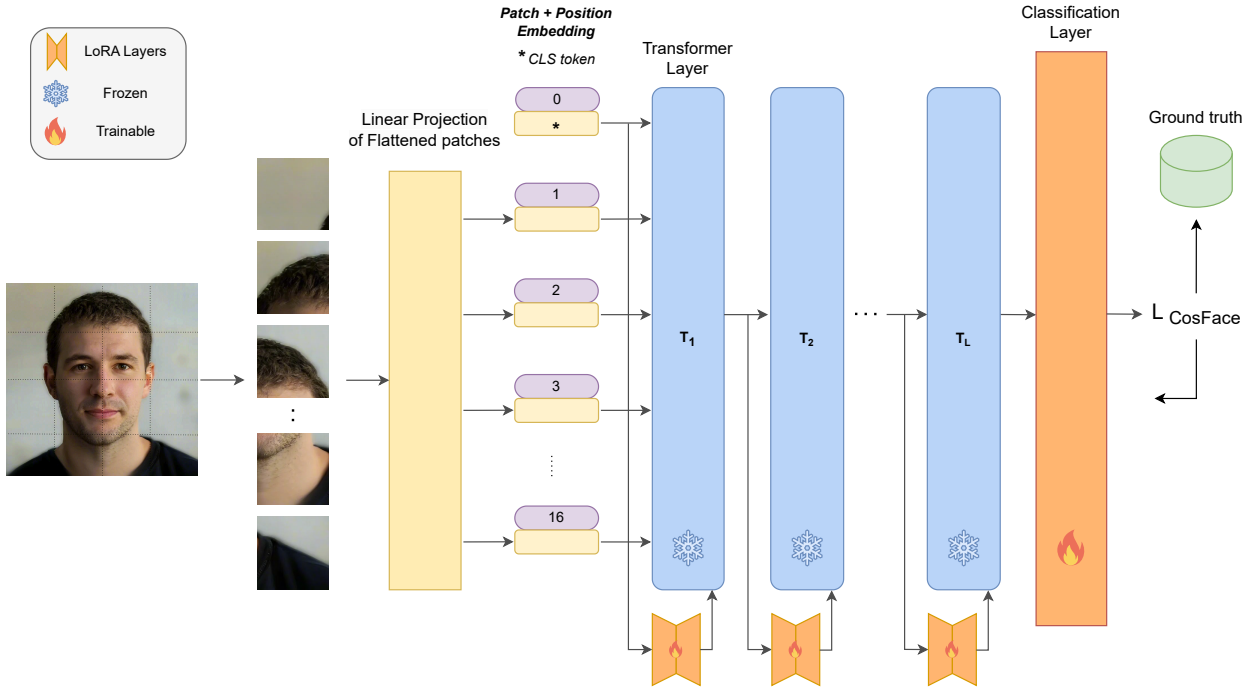 LoRA Layers
Frozen
Trainable
Patch + Position
Embedding
* CLS token
Linear Projection
of Flattened patches
0
*
1
2
3
16
Transformer
Layer
T1
T2
. . .
TL
Classification
Layer
Ground truth
L CosFace